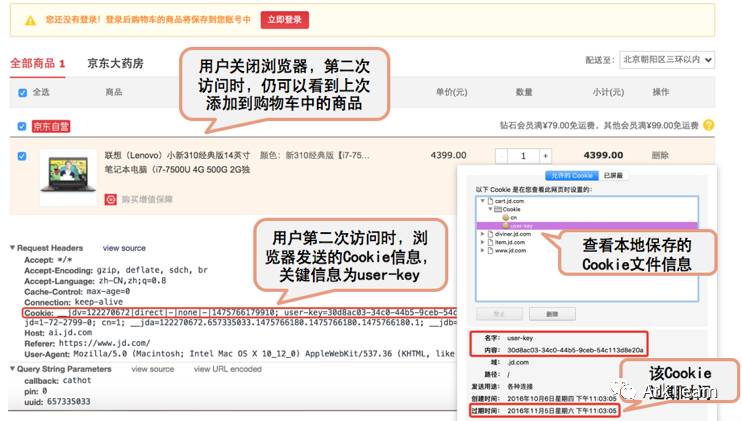 您还没有登录！登录后购物车的商品将保存到您账号中 立即登录
全部商品 1 京东大药房 配送至： 北京朝阳区三环以内
用户关闭浏览器，第二次
访问时，仍可以看到上次
添加到购物车中的商品
全选 商品 单价(元) 数量 小计(元) 操作
京东自营 钻石会员¥79.00免运费，其他会员¥99.00免运费
联想（Lenovo）小新310经典版14英寸 颜色：新310经典版【i7-75... 4399.00 - 1 + 4399.00 删除
笔记本电脑（i7-7500U 4G 500G 2G独
购买增值保障
允许的 Cookie 已屏蔽
以下 Cookie 是在您查看此网页时设置的：
cart.jd.com
Cookie
cn
user-key
diviner.jd.com
item.jd.com
www.jd.com
查看本地保存的
Cookie文件信息
禁止 删除
用户第二次访问时，浏
览器发送的Cookie信息，
关键信息为user-key
Request Headers view source
Accept: */*
Accept-Encoding: gzip, deflate, sdch, br
Accept-Language: zh-CN,zh;q=0.8
Cache-Control: max-age=0
Connection: keep-alive
Cookie: __jdv=122270672|direct|-|none|-|1475766179910; user-key=30d8ac03-34c0-44b5-9ceb-54c
jd=1-72-2799-0; cn=1; __jda=122270672.657335033.1475766180.1475766180.1475766180.1; __jdb=
Host: ai.jd.com
Referer: https://www.jd.com/
User-Agent: Mozilla/5.0 (Macintosh; Intel Mac OS X 10_12_0) AppleWebKit/537.36 (KHTML, like
Query String Parameters view source view URL encoded
callback: cathot
pin: 0
uuid: 657335033
名字： user-key
内容： 30d8ac03-34c0-44b5-9ceb-54c113d8e20a
域： .jd.com
路径： /
发送用途： 各种连接
创建时间： 2016年10月6日星期四 下午11:03:05
过期时间： 2016年11月5日星期六 下午11:03:05
该Cookie
过期时间